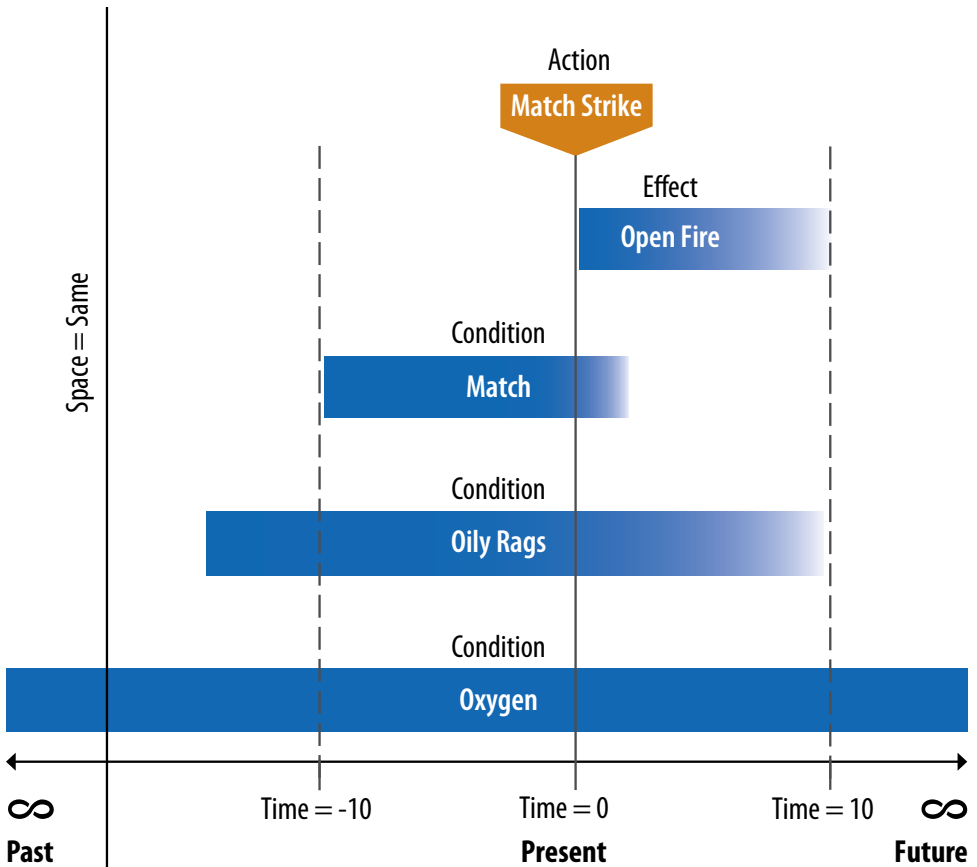 Action
Match Strike
Effect
Open Fire
Space = Same
Condition
Match
Condition
Oily Rags
Condition
Oxygen
∞ Time = -10 Time = 0 Time = 10 ∞
Past Present Future